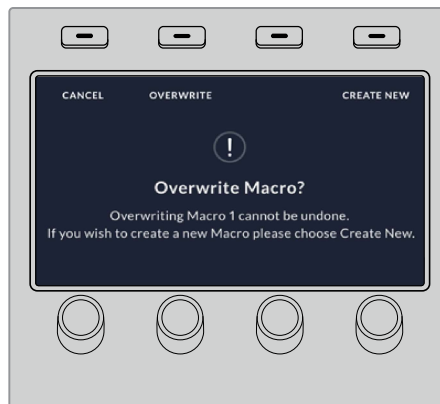 CANCEL OVERWRITE CREATE NEW
Overwrite Macro?
Overwriting Macro 1 cannot be undone.
If you wish to create a new Macro please choose Create New.